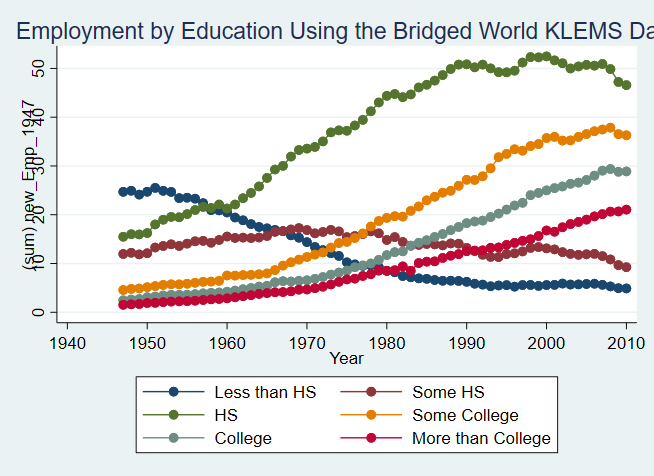 Employment by Education Using the Bridged World KLEMS Da
(sum) new_Emp_1947
50
40
30
20
10
0
1940 1950 1960 1970 1980 1990 2000 2010
Year
Less than HS Some HS
HS Some College
College More than College